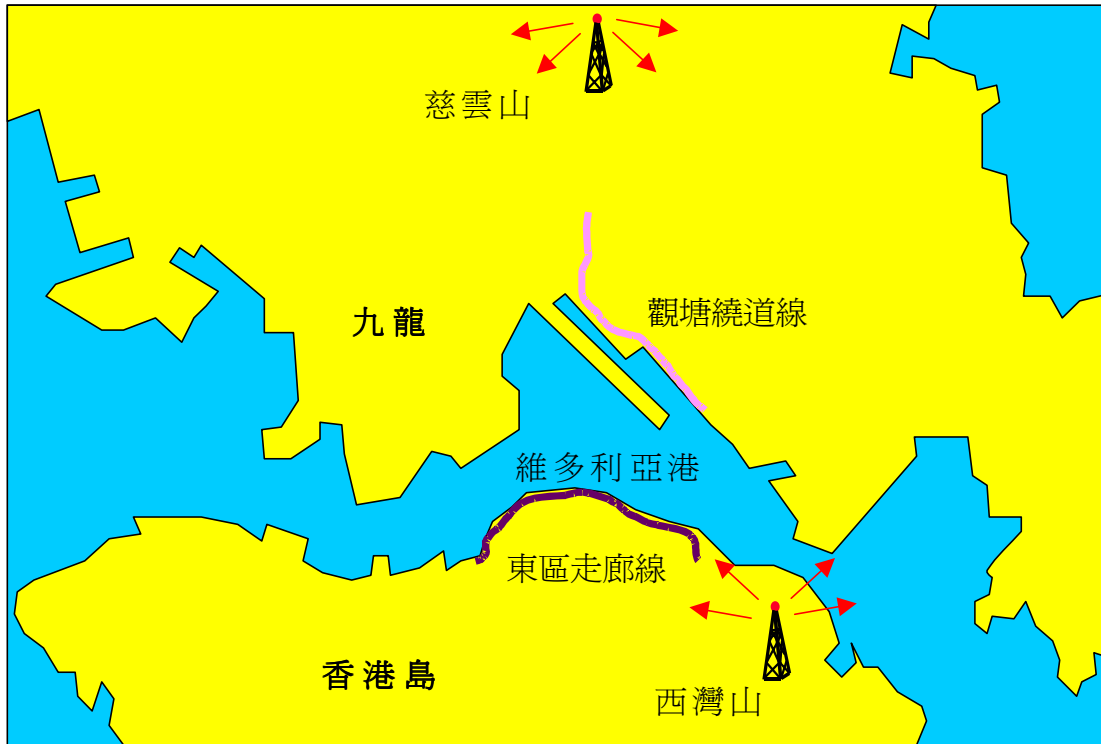 慈雲山
九龍
觀塘繞道線
維多利亞港
東區走廊線
香港島
西灣山